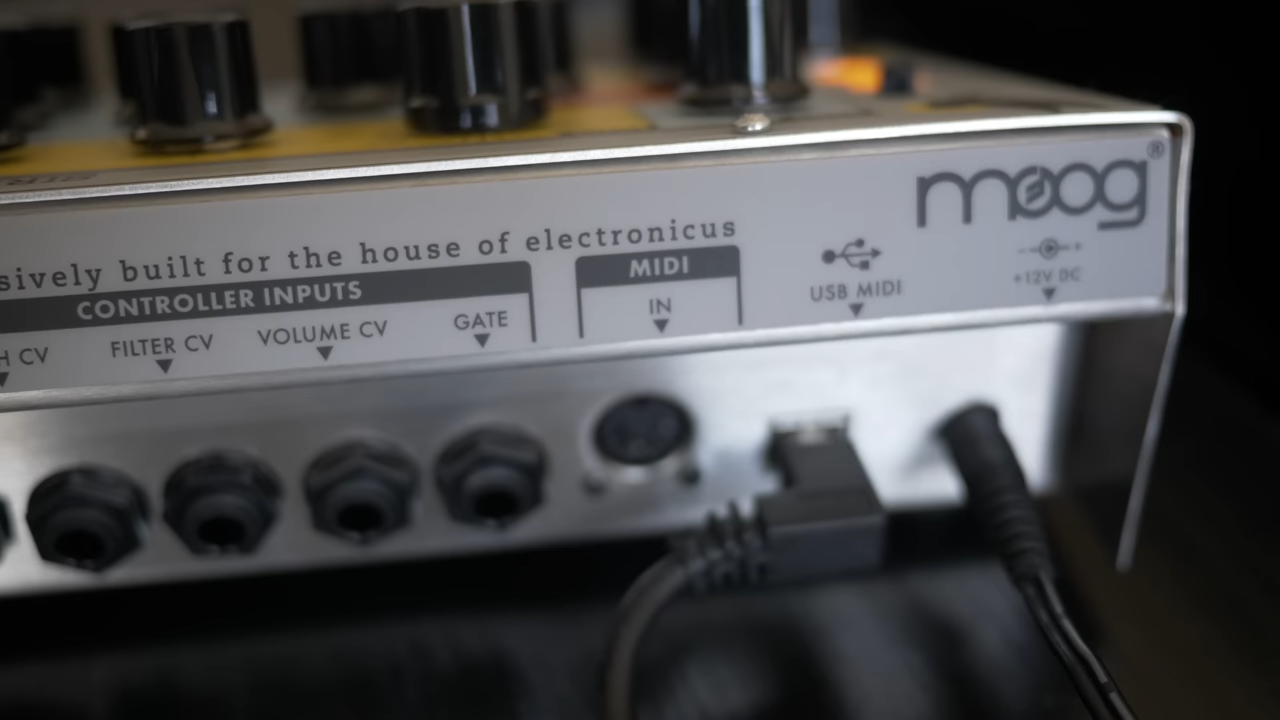 moog®
sively built for the house of electronicus
CONTROLLER INPUTS
MIDI
H CV
FILTER CV
VOLUME CV
GATE
IN
USB MIDI
+12V DC